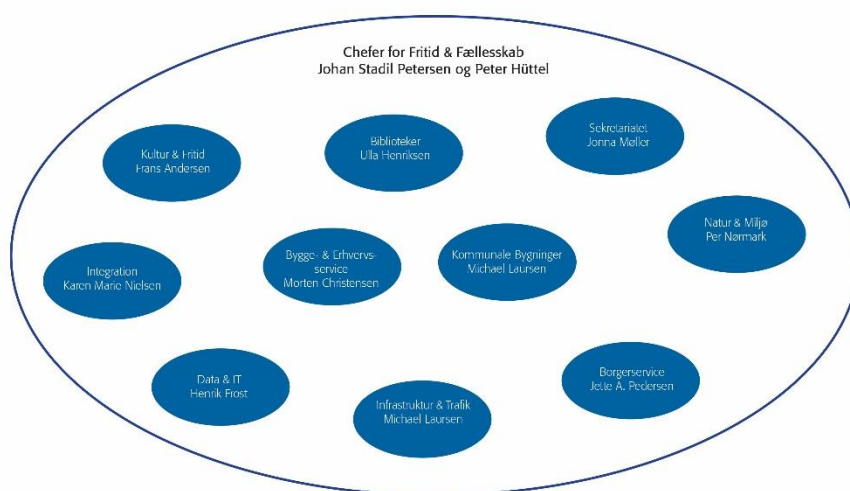 Chefer for Fritid & Fællesskab
Johan Stadil Petersen og Peter Hüttel
Kultur & Fritid
Frans Andersen
Biblioteker
Ulla Henriksen
Sekretariatet
Jonna Møller
Natur & Miljø
Per Nørmark
Integration
Karen Marie Nielsen
Bygge- & Erhvervs-
service
Morten Christensen
Kommunale Bygninger
Michael Laursen
Data & IT
Henrik Frost
Infrastruktur & Trafik
Michael Laursen
Borgerservice
Jette A. Pedersen